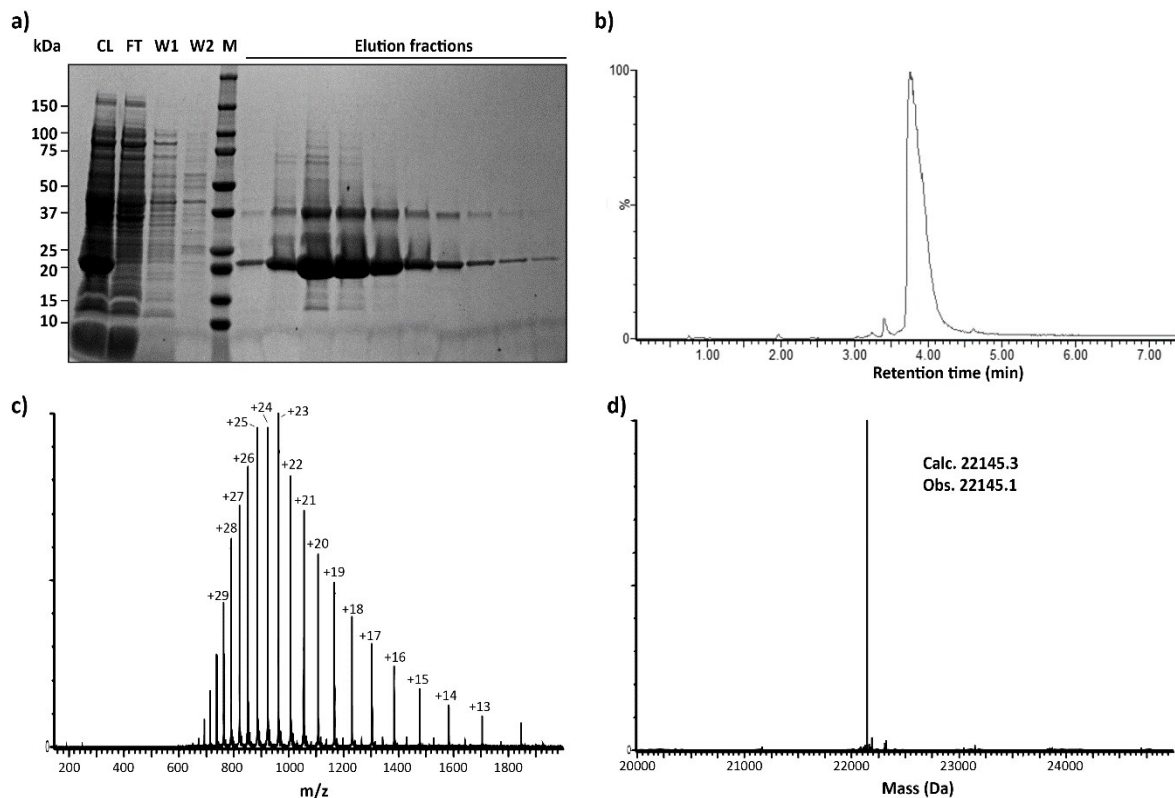 a)
kDa CL FT W1 W2 M Elution fractions
150
100
75
50
37
25
20
15
10
b)
100
%
0
1.00 2.00 3.00 4.00 5.00 6.00 7.00
Retention time (min)
c)
+24
+25 +23
+26
+22
+27
+21
+28
+20
+19
+29
+18
+17
+16
+15
+14
+13
0
200 400 600 800 1000 1200 1400 1600 1800
m/z
d)
Calc. 22145.3
Obs. 22145.1
0
20000 21000 22000 23000 24000
Mass (Da)